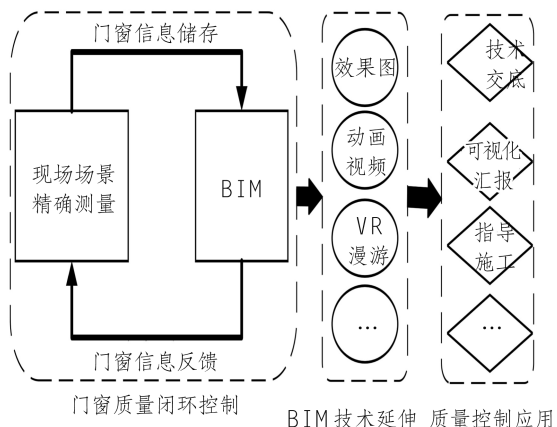 门窗信息储存
现场场景
精确测量
BIM
门窗信息反馈
门窗质量闭环控制
效果图
动画
视频
VR
漫游
…
BIM技术延伸
技术
交底
可视化
汇报
指导
施工
…
质量控制应用